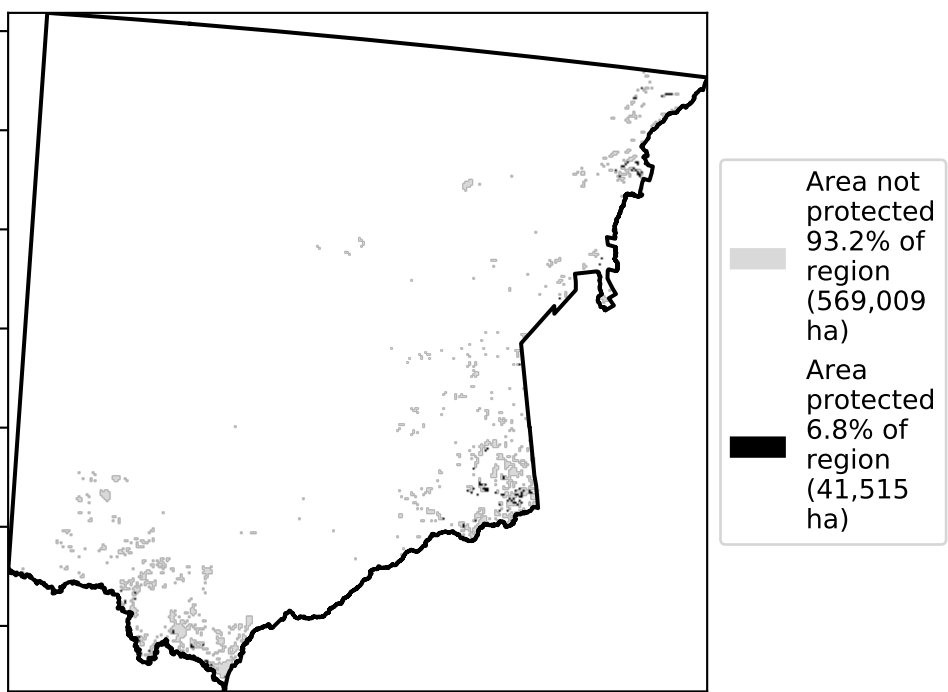 Area not
protected
93.2% of
region
(569,009
ha)
Area
protected
6.8% of
region
(41,515
ha)